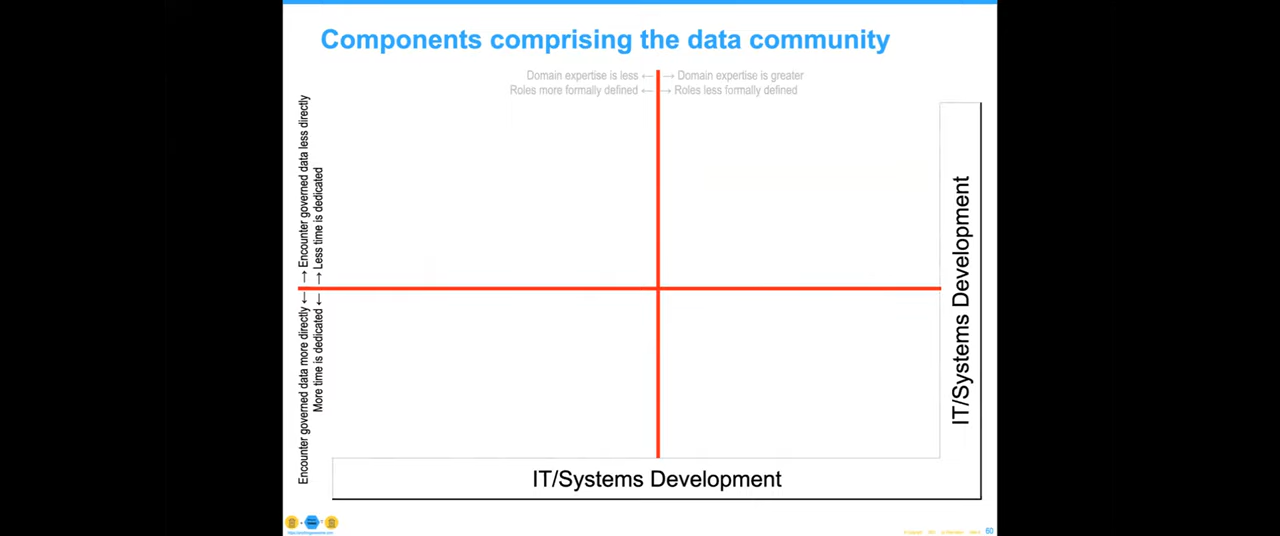 Components comprising the data community
Domain expertise is less ← → Domain expertise is greater
Roles more formally defined ← → Roles less formally defined
Encounter governed data more directly ← → Encounter governed data less directly
More time is dedicated ← → Less time is dedicated
IT/Systems Development
IT/Systems Development
60